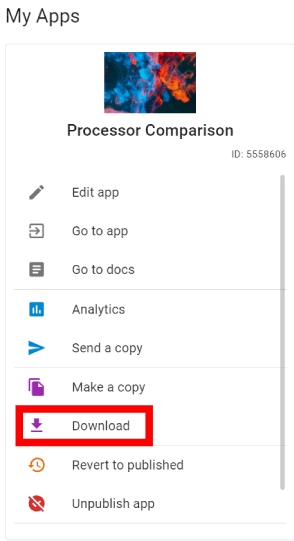 My Apps
Processor Comparison
ID: 5558606
Edit app
Go to app
Go to docs
Analytics
Send a copy
Make a copy
Download
Revert to published
Unpublish app